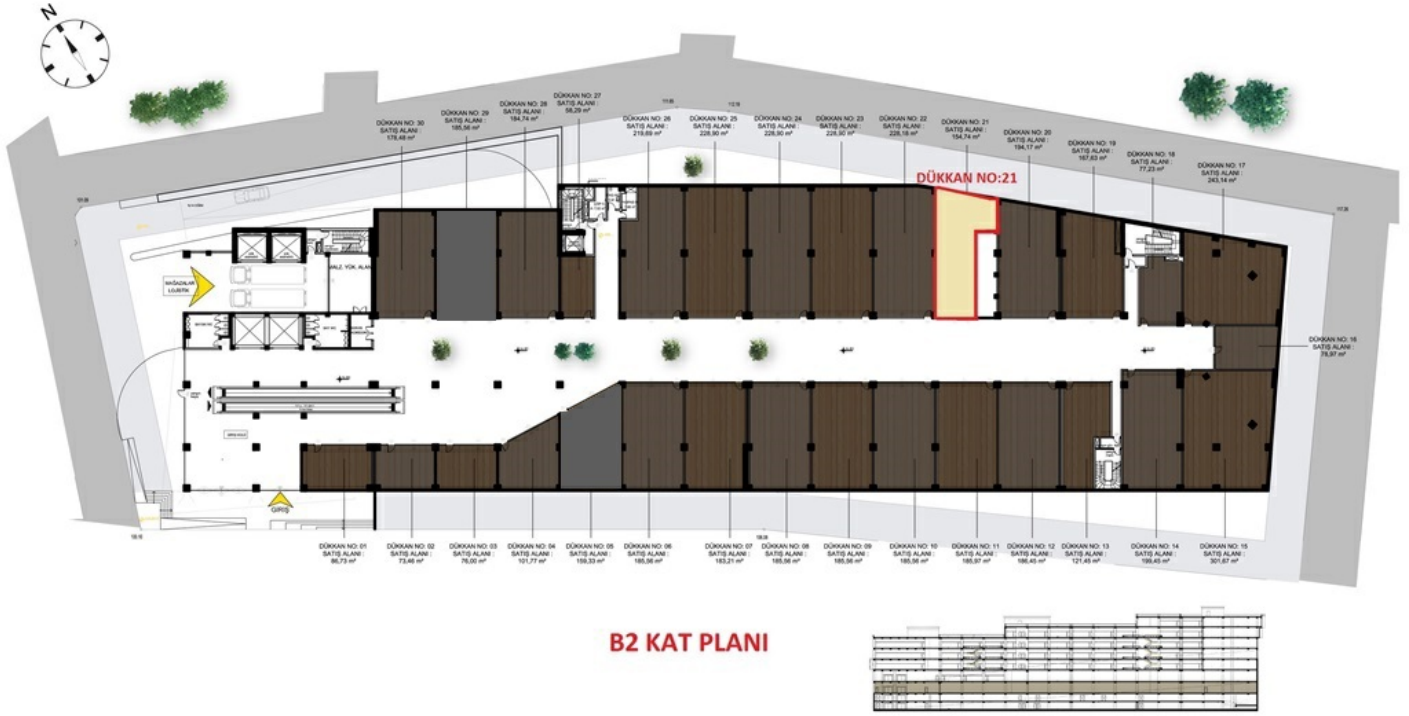 N
DÜKKAN NO: 30
SATIŞ ALANI :
178,48 m²
DÜKKAN NO: 29
SATIŞ ALANI :
185,56 m²
DÜKKAN NO: 28
SATIŞ ALANI :
184,74 m²
DÜKKAN NO: 27
SATIŞ ALANI :
58,29 m²
DÜKKAN NO: 26
SATIŞ ALANI :
219,69 m²
DÜKKAN NO: 25
SATIŞ ALANI :
228,90 m²
DÜKKAN NO: 24
SATIŞ ALANI :
228,90 m²
DÜKKAN NO: 23
SATIŞ ALANI :
228,90 m²
DÜKKAN NO: 22
SATIŞ ALANI :
228,18 m²
DÜKKAN NO: 21
SATIŞ ALANI :
154,74 m²
DÜKKAN NO: 20
SATIŞ ALANI :
194,17 m²
DÜKKAN NO: 19
SATIŞ ALANI :
167,63 m²
DÜKKAN NO: 18
SATIŞ ALANI :
77,23 m²
DÜKKAN NO: 17
SATIŞ ALANI :
243,14 m²
DÜKKAN NO:21
MAĞAZALAR
LOJİSTİK
MALZ. YÜK. ALANI
DÜKKAN NO: 16
SATIŞ ALANI :
78,97 m²
GİRİŞ
DÜKKAN NO: 01
SATIŞ ALANI :
86,73 m²
DÜKKAN NO: 02
SATIŞ ALANI :
73,46 m²
DÜKKAN NO: 03
SATIŞ ALANI :
76,00 m²
DÜKKAN NO: 04
SATIŞ ALANI :
101,77 m²
DÜKKAN NO: 05
SATIŞ ALANI :
159,33 m²
DÜKKAN NO: 06
SATIŞ ALANI :
185,56 m²
DÜKKAN NO: 07
SATIŞ ALANI :
183,21 m²
DÜKKAN NO: 08
SATIŞ ALANI :
185,56 m²
DÜKKAN NO: 09
SATIŞ ALANI :
185,56 m²
DÜKKAN NO: 10
SATIŞ ALANI :
185,56 m²
DÜKKAN NO: 11
SATIŞ ALANI :
185,97 m²
DÜKKAN NO: 12
SATIŞ ALANI :
186,45 m²
DÜKKAN NO: 13
SATIŞ ALANI :
121,45 m²
DÜKKAN NO: 14
SATIŞ ALANI :
199,45 m²
DÜKKAN NO: 15
SATIŞ ALANI :
301,67 m²
B2 KAT PLANI